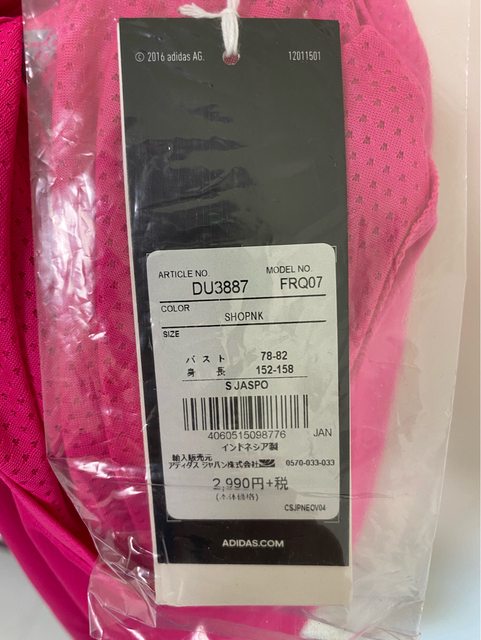 © 2016 adidas AG. 12011501
ARTICLE NO. MODEL NO.
DU3887 FRQ07
COLOR
SHOPNK
SIZE
バスト 78-82
身長 152-158
S JASPO
4060515098776 JAN
インドネシア製
輸入販売元
アディダス ジャパン株式会社 0570-033-033
2,990円+税
(本体価格)
CSJPNEOV04
ADIDAS.COM